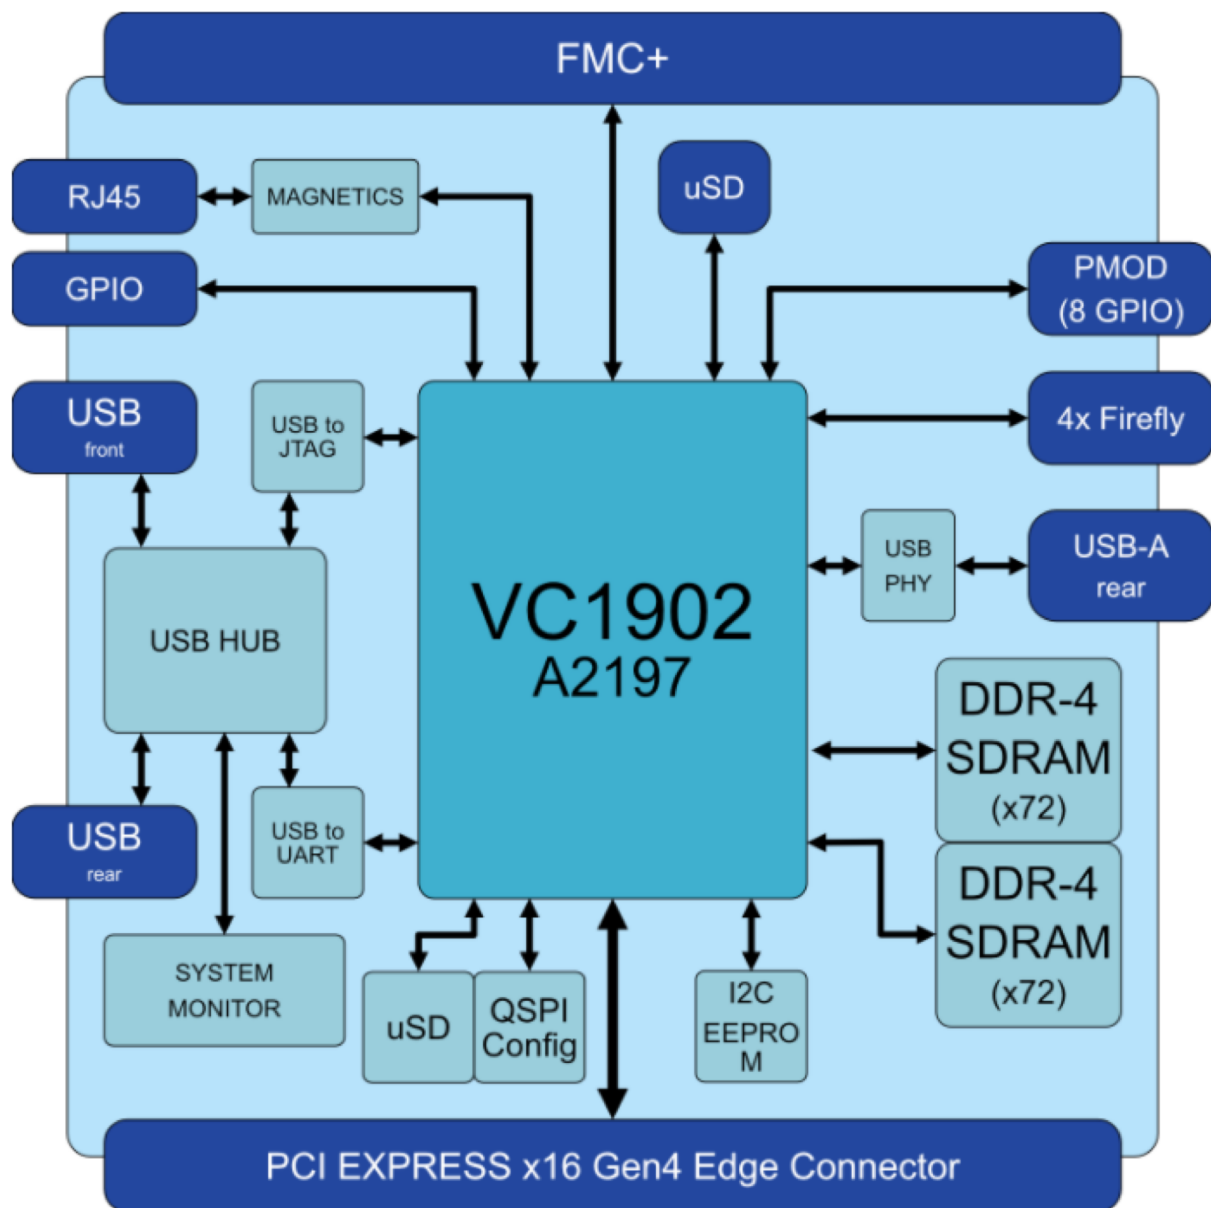 FMC+
RJ45
MAGNETICS
uSD
GPIO
PMOD
(8 GPIO)
USB
front
USB to
JTAG
4x Firefly
USB
PHY
USB-A
rear
USB HUB
VC1902
A2197
DDR-4
SDRAM
(x72)
USB
rear
USB to
UART
DDR-4
SDRAM
(x72)
SYSTEM
MONITOR
uSD
QSPI
Config
I2C
EEPRO
M
PCI EXPRESS x16 Gen4 Edge Connector